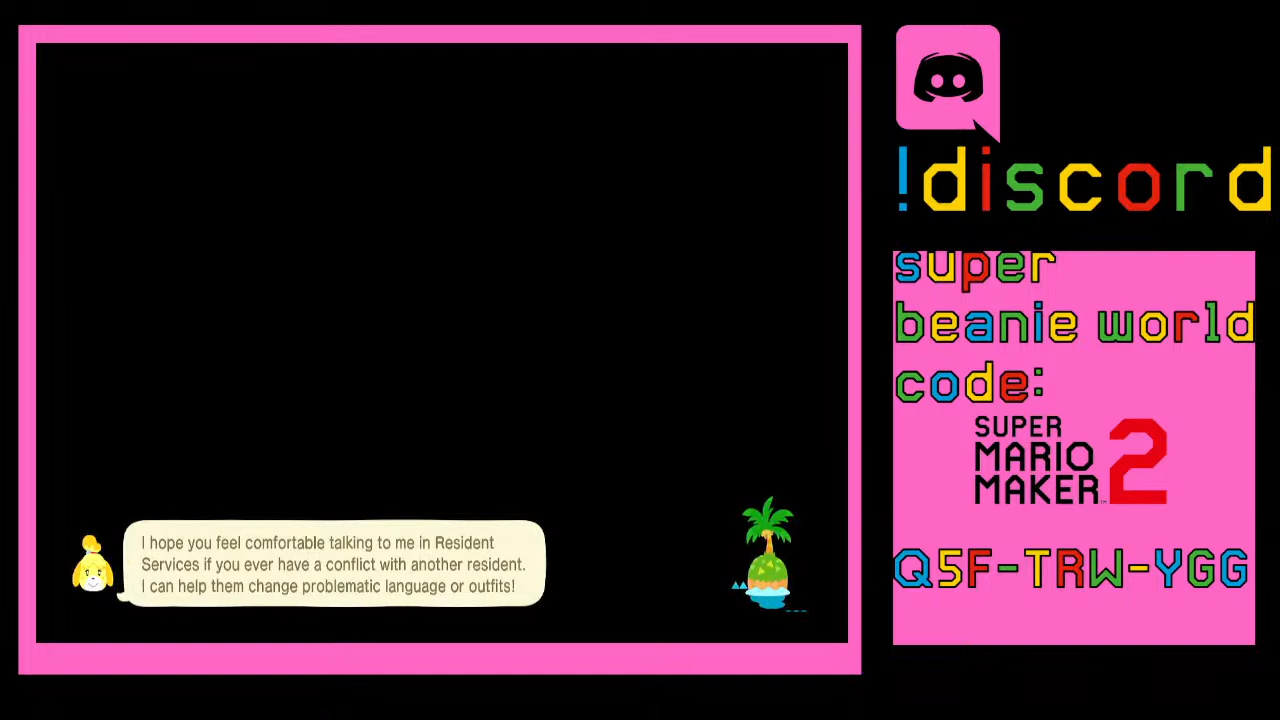 !discord
super
beanie world
code:
SUPER
MARIO
MAKER 2
TM
Q5F-TRW-YGG
I hope you feel comfortable talking to me in Resident
Services if you ever have a conflict with another resident.
I can help them change problematic language or outfits!